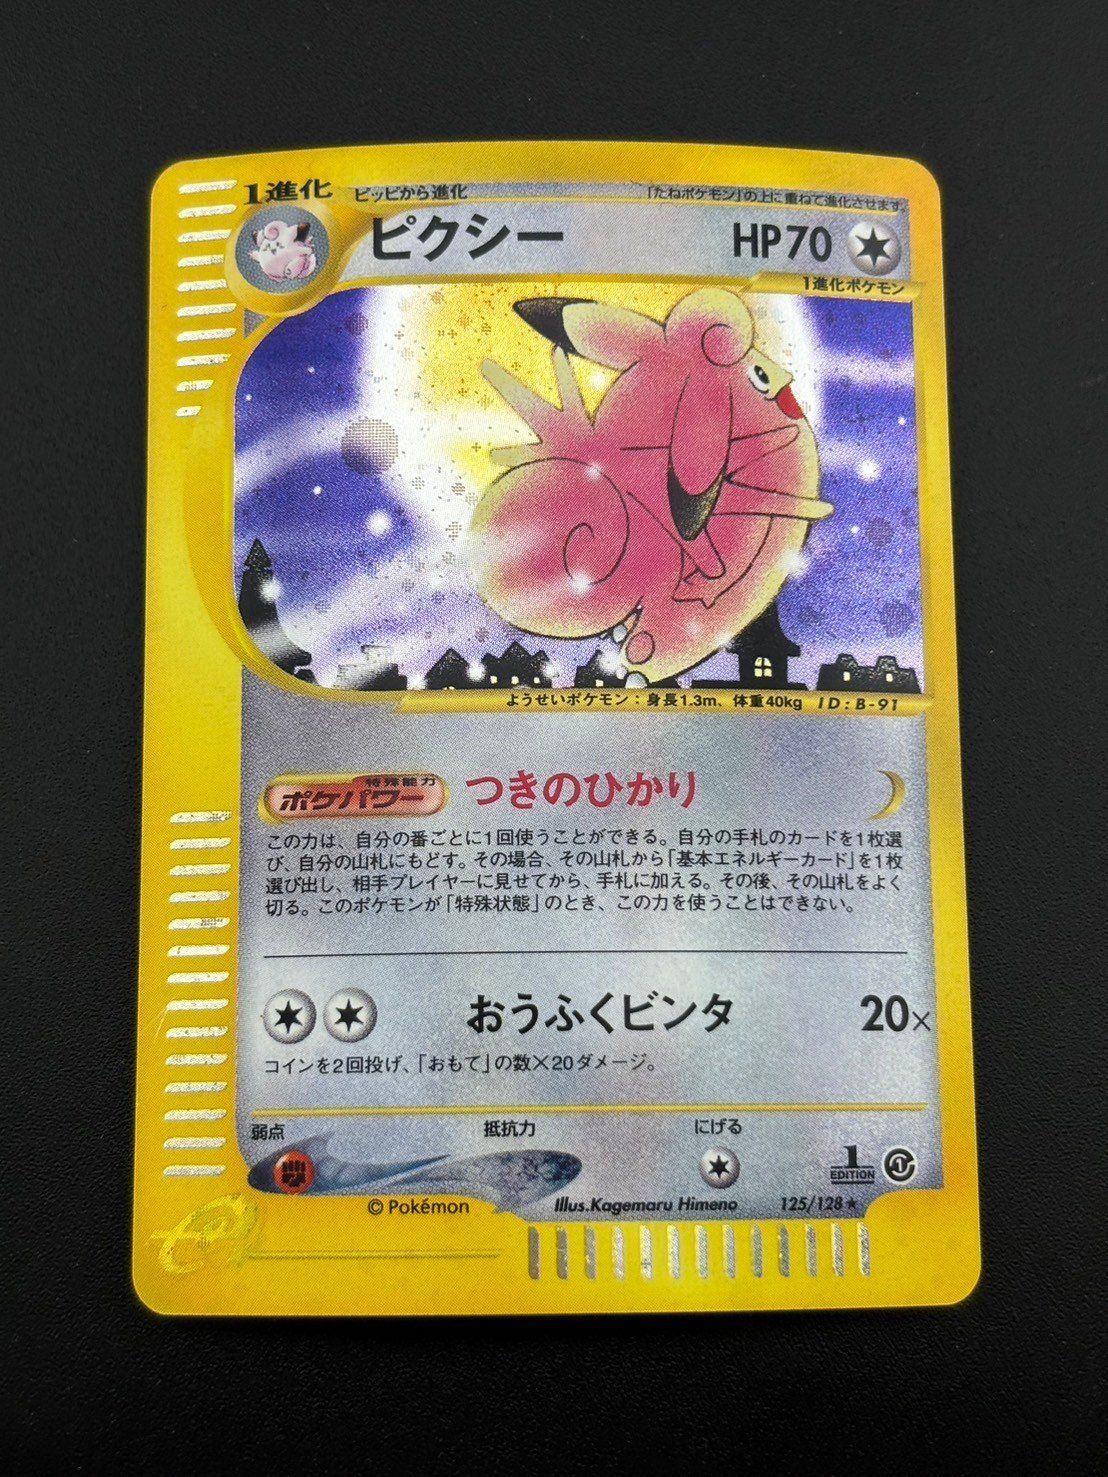 1進化 ピッピから進化 「たねポケモン」の上に重ねて進化させます。
ピクシー HP70
1進化ポケモン
ようせいポケモン：身長1.3m、体重40kg ID:B-91
特殊能力
ポケパワー つきのひかり
この力は、自分の番ごとに1回使うことができる。自分の手札のカードを1枚選
び、自分の山札にもどす。その場合、その山札から「基本エネルギーカード」を1枚
選び出し、相手プレイヤーに見せてから、手札に加える。その後、その山札をよく
切る。このポケモンが「特殊状態」のとき、この力を使うことはできない。
おうふくビンタ 20×
コインを2回投げ、「おもて」の数×20ダメージ。
弱点 抵抗力 にげる
1 EDITION
©Pokémon Illus.Kagemaru Himeno 125/128★